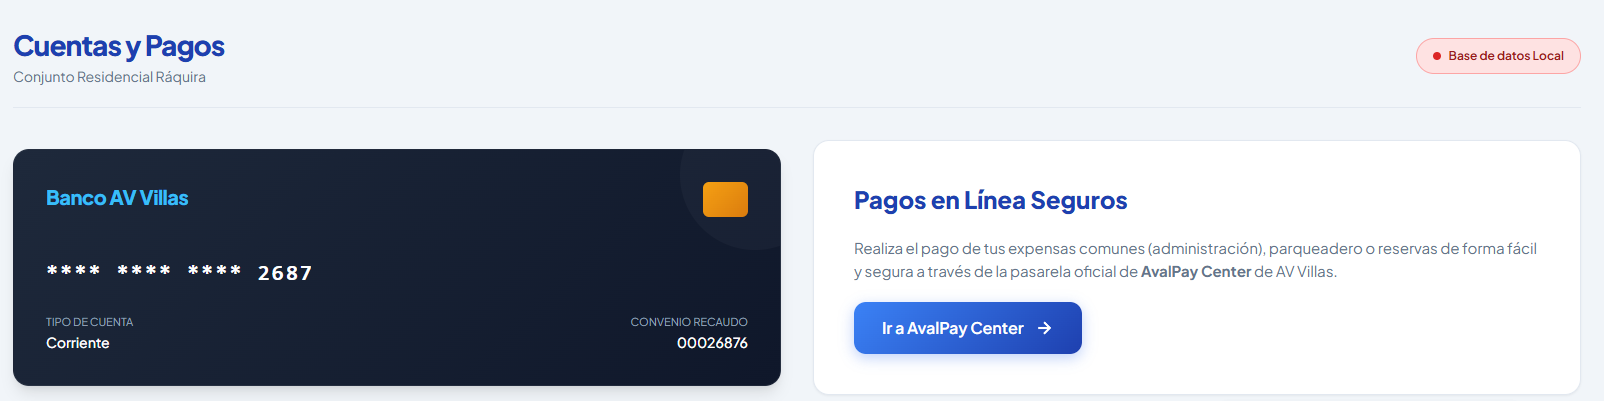 Cuentas y Pagos
Conjunto Residencial Ráquira
Base de datos Local
Banco AV Villas
**** **** **** 2687
TIPO DE CUENTA
Corriente
CONVENIO RECAUDO
00026876
Pagos en Línea Seguros
Realiza el pago de tus expensas comunes (administración), parqueadero o reservas de forma fácil
y segura a través de la pasarela oficial de AvalPay Center de AV Villas.
Ir a AvalPay Center →